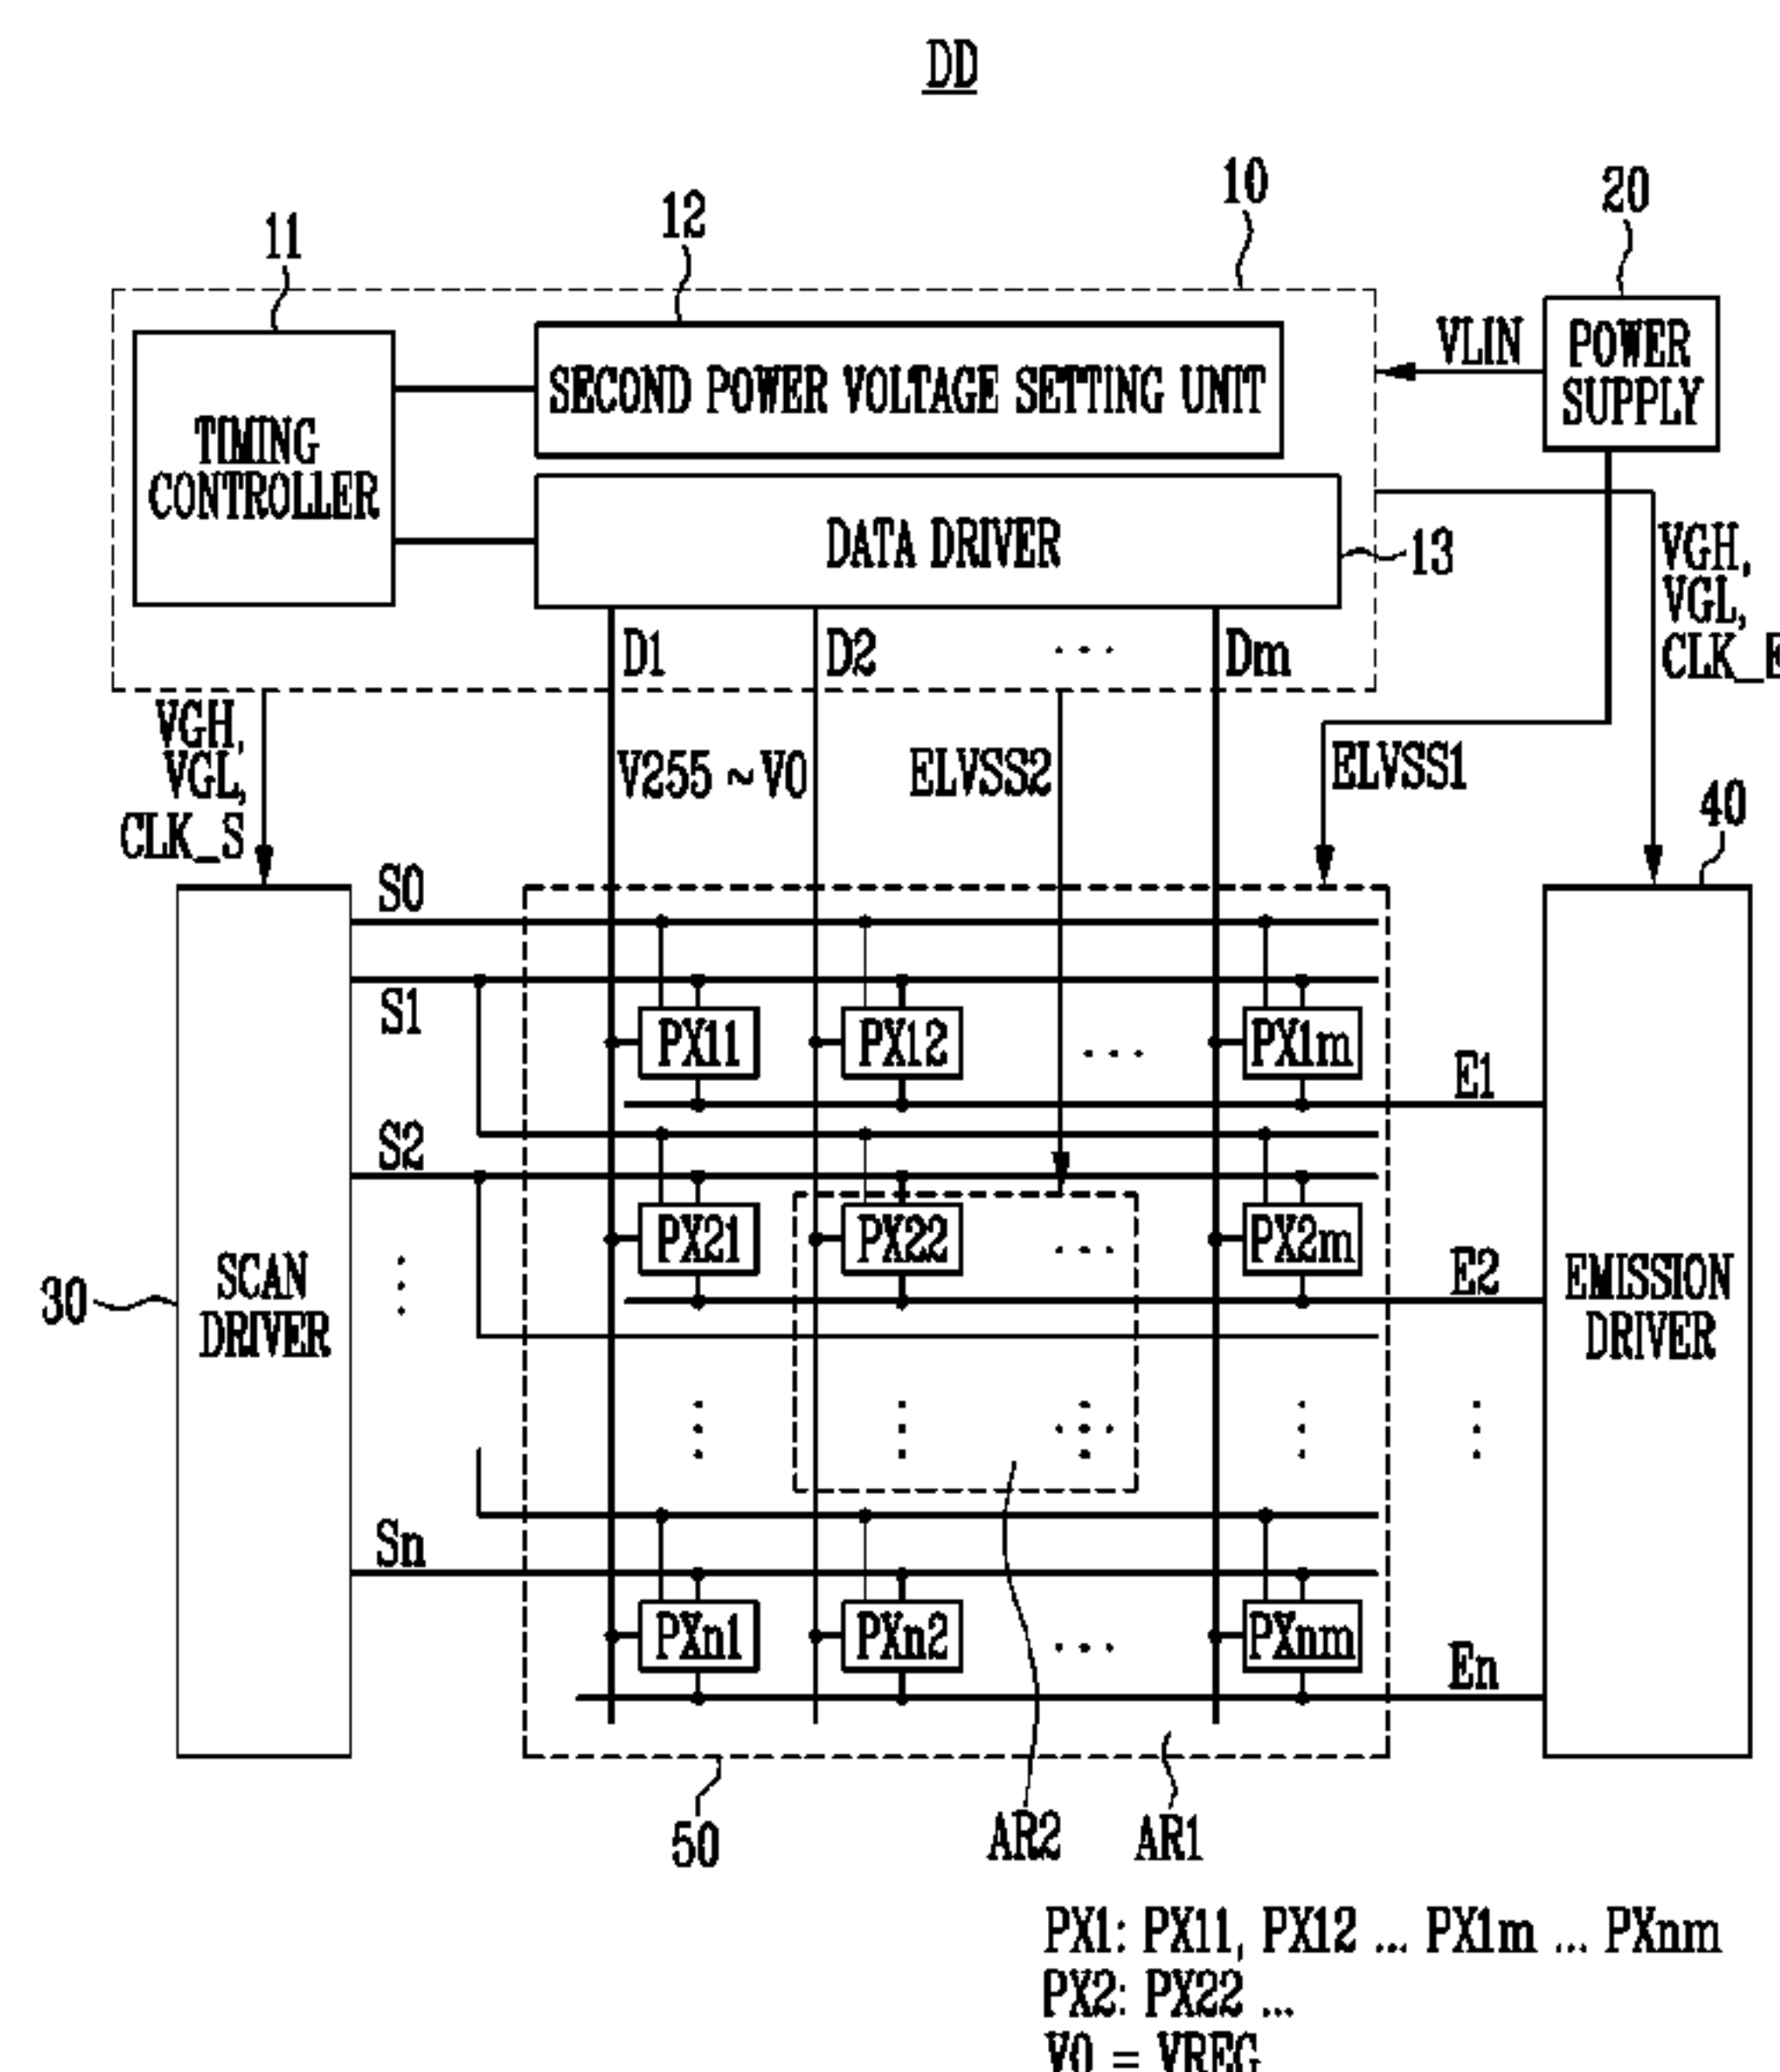 DD
10
20
11
12
VLIN
POWER
SUPPLY
SECOND POWER VOLTAGE SETTING UNIT
TIMING
CONTROLLER
DATA DRIVER
13
VGH,
VGL,
CLK_E
D1
D2
...
Dm
VGH,
VGL,
CLK_S
V255 ~ V0
ELVSS2
ELVSS1
40
S0
S1
PX11
PX12
...
PX1m
E1
S2
PX21
PX22
...
PX2m
E2
30
SCAN
DRIVER
EMISSION
DRIVER
Sn
PXn1
PXn2
...
PXnm
En
50
AR2
AR1
PX1: PX11, PX12 ... PX1m ... PXnm
PX2: PX22 ...
V0 = VREG